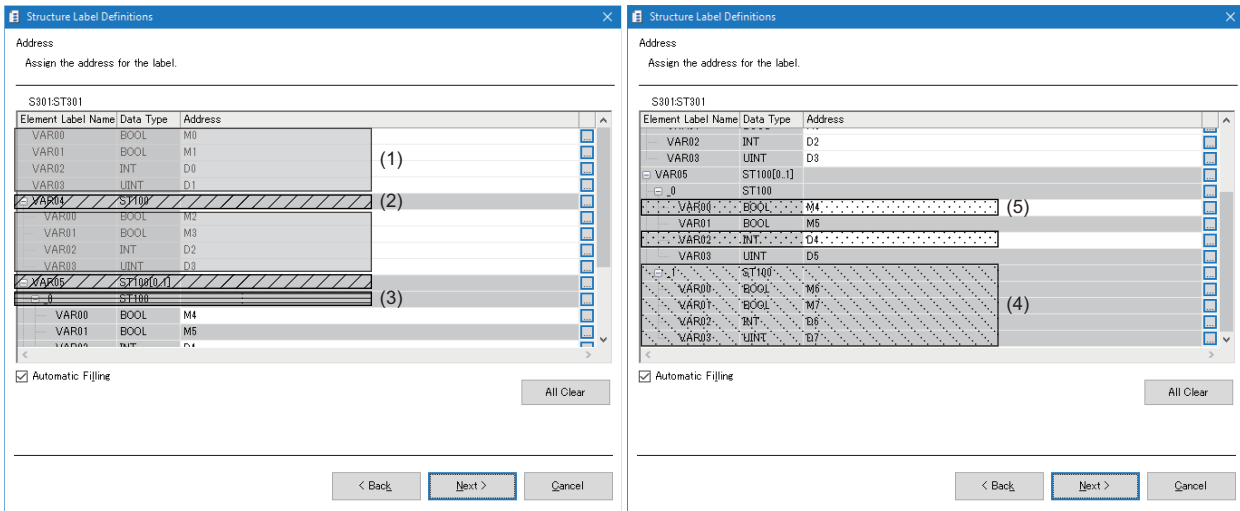 Structure Label Definitions
Address
Assign the address for the label.
S301:ST301
Element Label Name Data Type Address
VAR00 BOOL M0
VAR01 BOOL M1
VAR02 INT D0
VAR03 UINT D1
(1)
VAR04 ST100
(2)
VAR00 BOOL M2
VAR01 BOOL M3
VAR02 INT D2
VAR03 UINT D3
VAR05 ST100[0..1]
_0 ST100
(3)
VAR00 BOOL M4
VAR01 BOOL M5
VAR02 INT D4
Automatic Filling
All Clear
< Back
Next >
Cancel
Structure Label Definitions
Address
Assign the address for the label.
S301:ST301
Element Label Name Data Type Address
VAR02 INT D2
VAR03 UINT D3
VAR05 ST100[0..1]
_0 ST100
VAR00 BOOL M4
(5)
VAR01 BOOL M5
VAR02 INT D4
VAR03 UINT D5
_1 ST100
VAR00 BOOL M6
VAR01 BOOL M7
(4)
VAR02 INT D6
VAR03 UINT D7
Automatic Filling
All Clear
< Back
Next >
Cancel